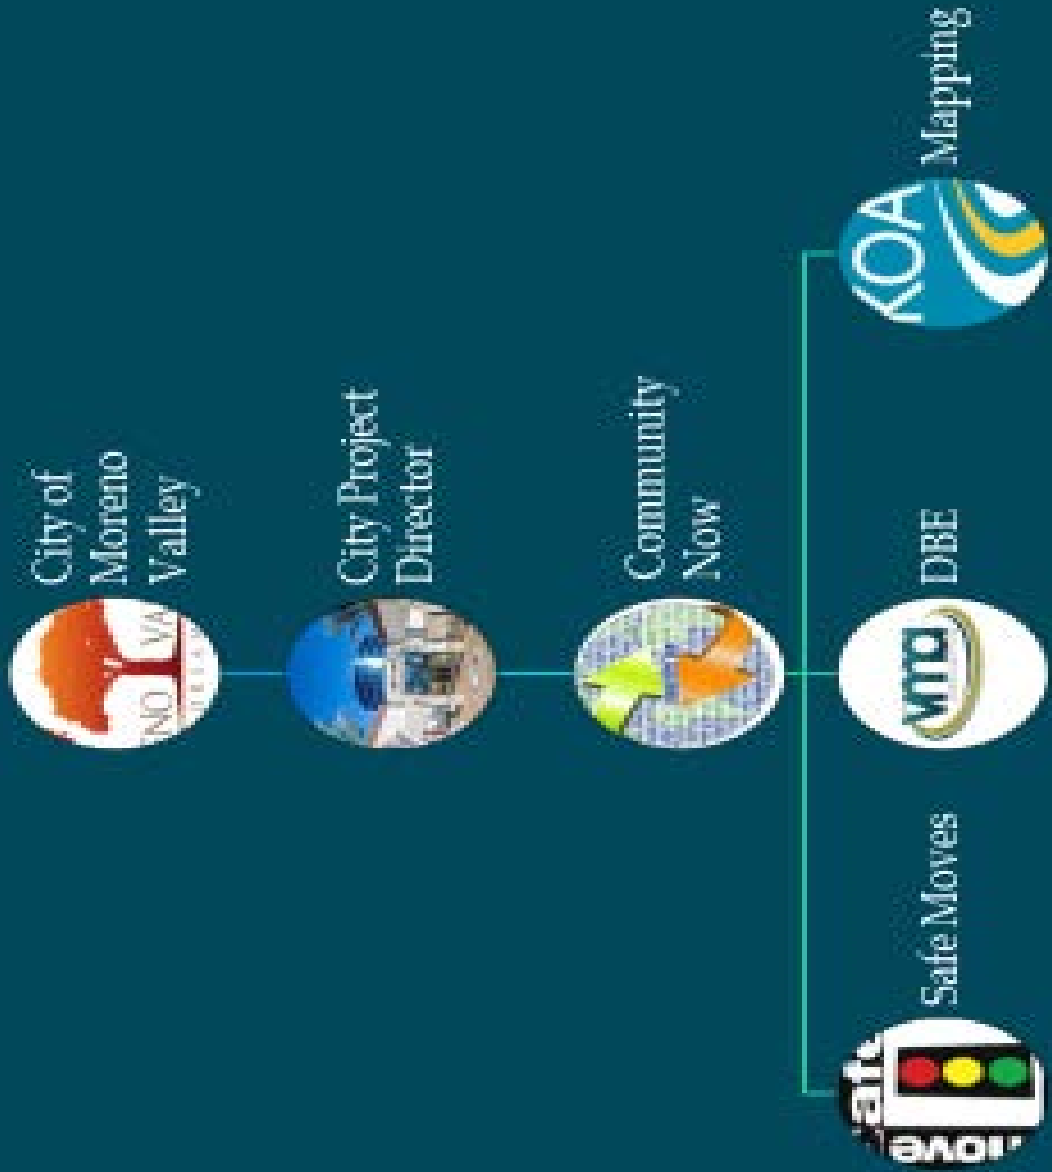 City of
Moreno
Valley
City Project
Director
Community
Now
Safe Moves
DBE
KOA
Mapping